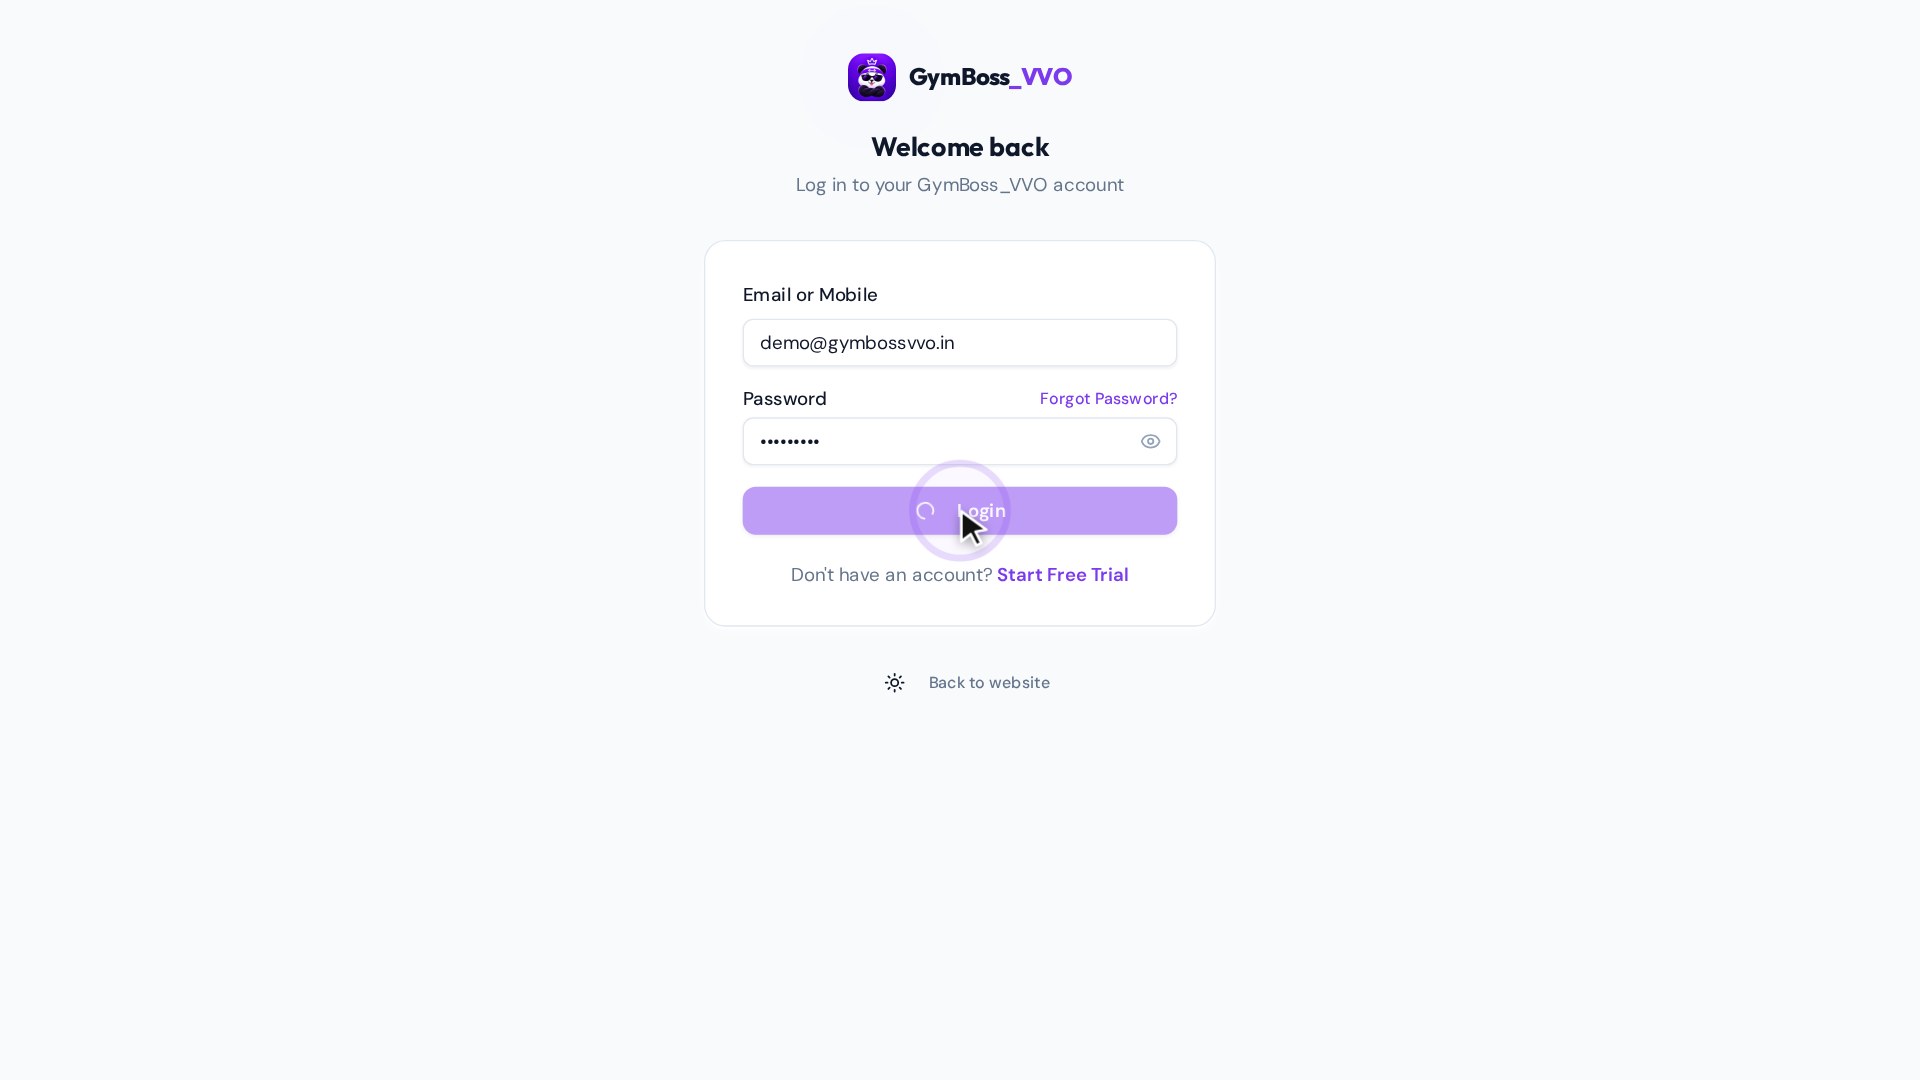 GymBoss_VVO
Welcome back
Log in to your GymBoss_VVO account
Email or Mobile
demo@gymbossvvo.in
Password
Forgot Password?
•••••••••
Login
Don't have an account? Start Free Trial
Back to website